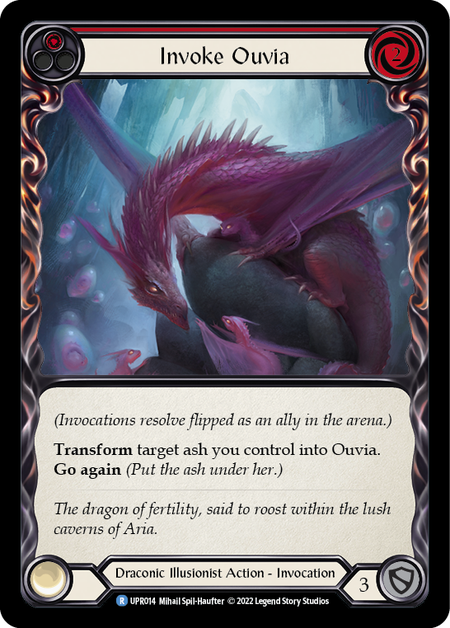 Invoke Ouvia
2
(Invocations resolve flipped as an ally in the arena.)
Transform target ash you control into Ouvia.
Go again (Put the ash under her.)
The dragon of fertility, said to roost within the lush
caverns of Aria.
Draconic Illusionist Action - Invocation
3
R UPR014 Mihail Spil-Haufter © 2022 Legend Story Studios